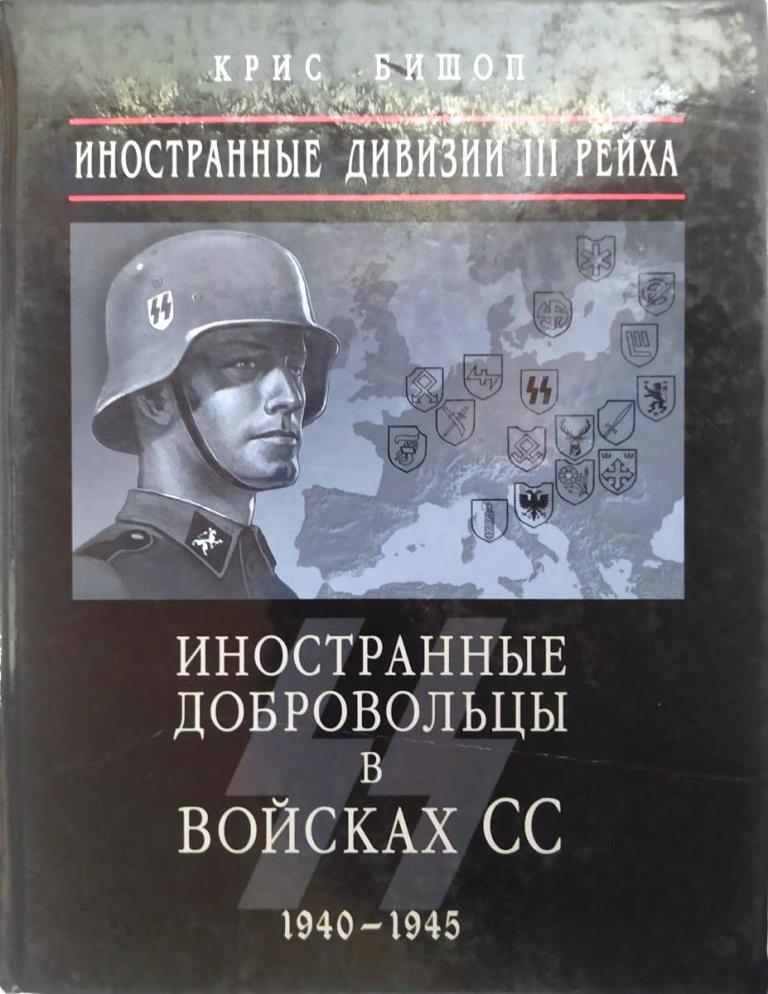 КРИС БИШОП
ИНОСТРАННЫЕ ДИВИЗИИ III РЕЙХА
ИНОСТРАННЫЕ
ДОБРОВОЛЬЦЫ
В
ВОЙСКАХ СС
1940–1945